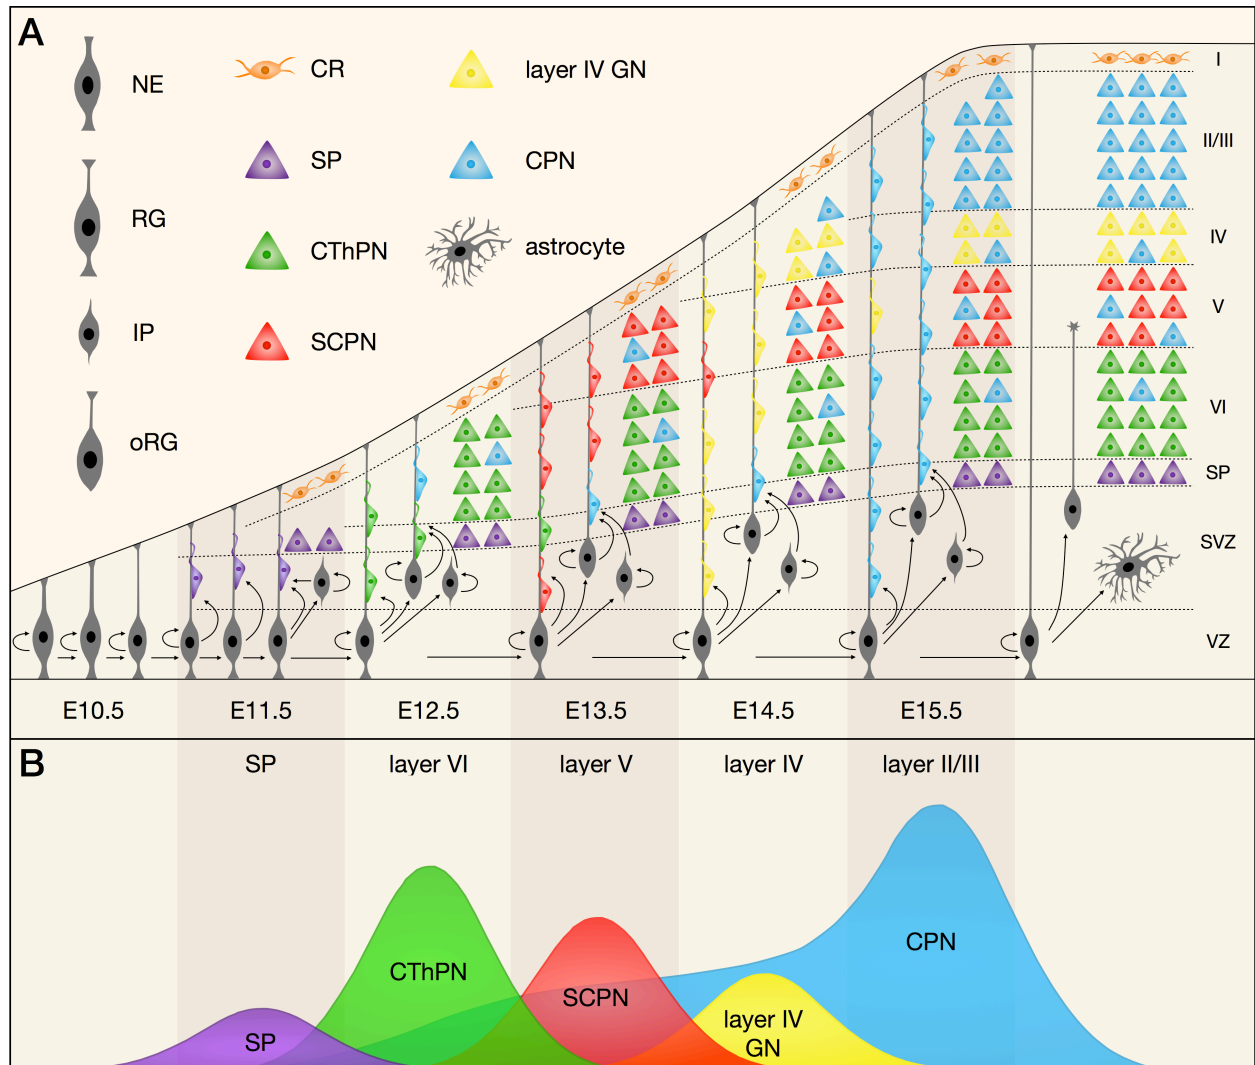 A
NE
CR
layer IV GN
RG
SP
CPN
CThPN
astrocyte
IP
SCPN
oRG
I
II/III
IV
V
VI
SP
SVZ
VZ
E10.5 E11.5 E12.5 E13.5 E14.5 E15.5
B
SP layer VI layer V layer IV layer II/III
CPN
CThPN
SCPN
layer IV
GN
SP